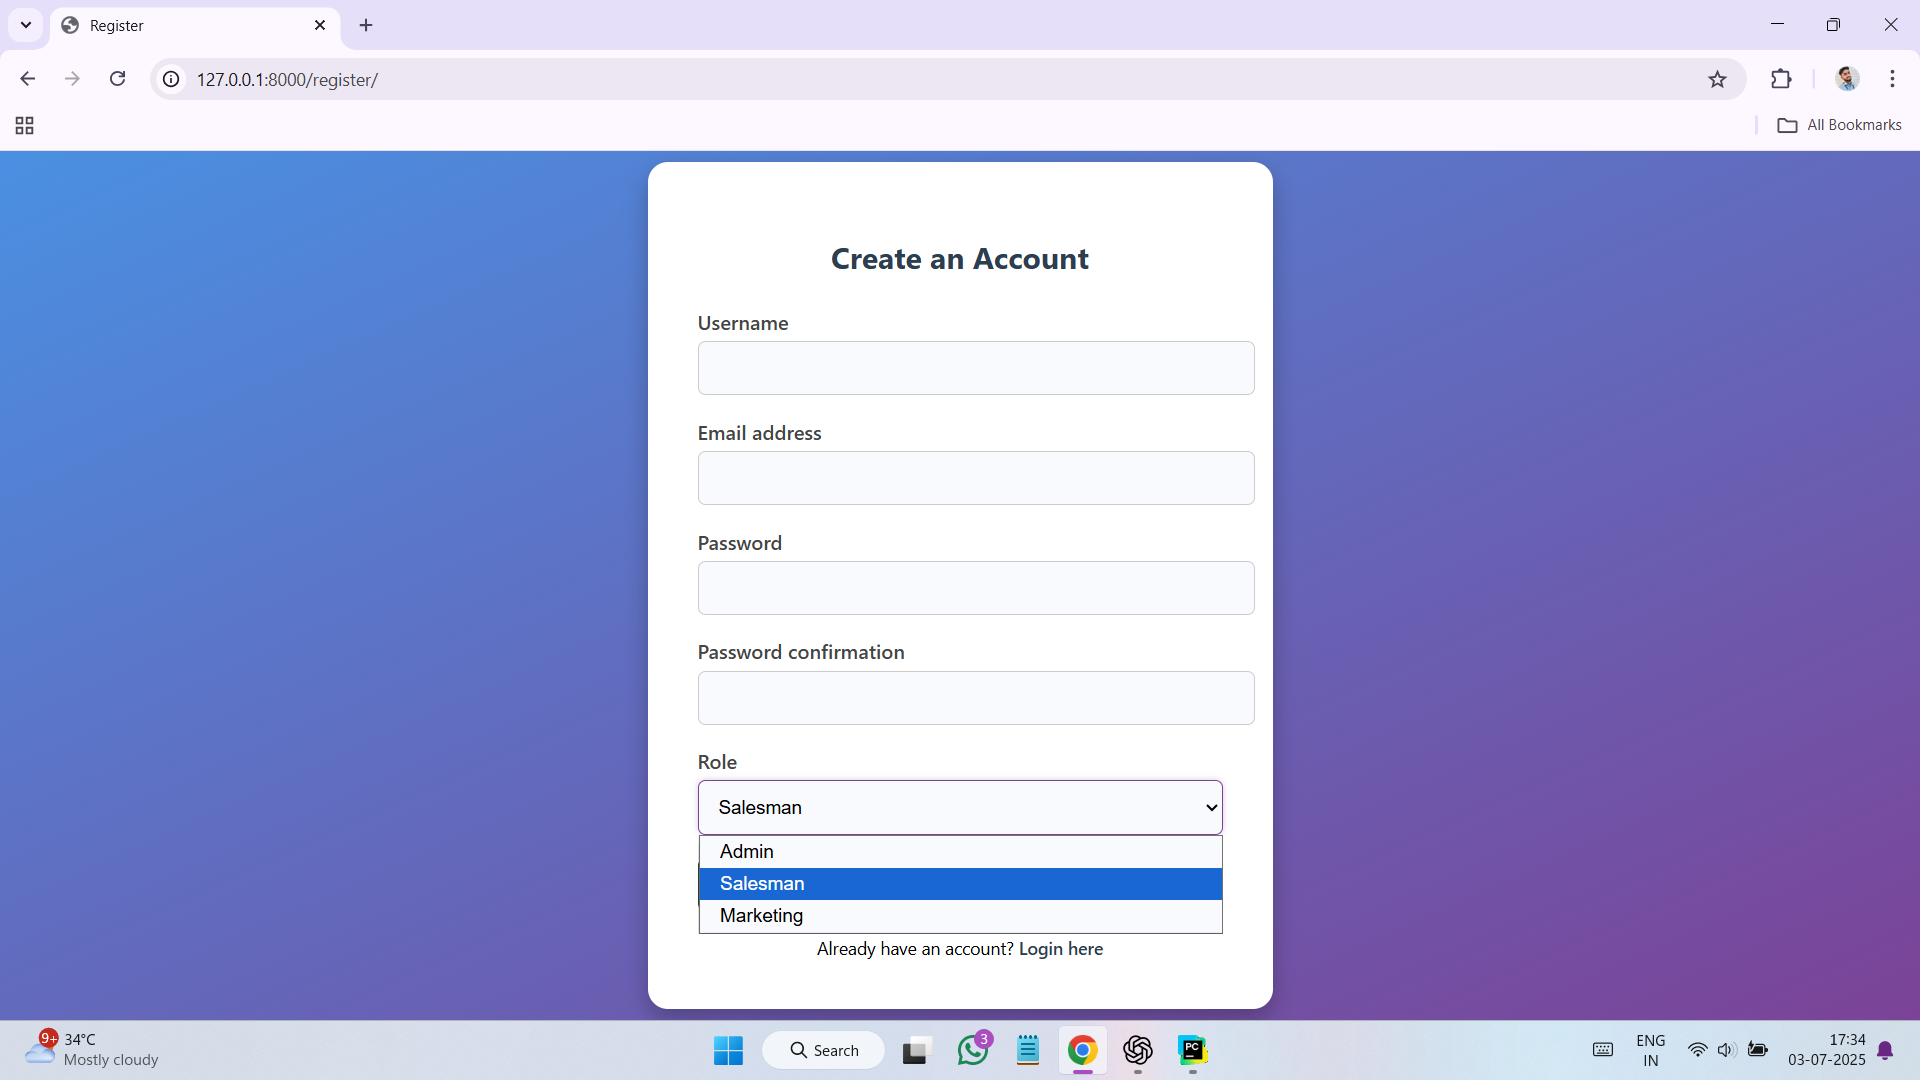 Register
127.0.0.1:8000/register/
All Bookmarks
Create an Account
Username
Email address
Password
Password confirmation
Role
Salesman
Admin
Salesman
Marketing
Already have an account? Login here
9+
34°C
Mostly cloudy
Search
3
PC
ENG
IN
17:34
03-07-2025